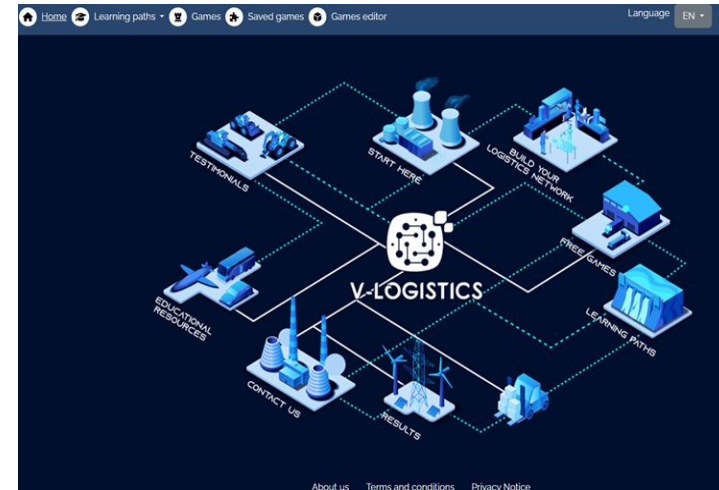 Home Learning paths Games Saved games Games editor Language EN
TESTIMONIALS
START HERE
BUILD YOUR
LOGISTICS NETWORK
FREE GAMES
V-LOGISTICS
EDUCATIONAL
RESOURCES
LEARNING PATHS
CONTACT US
RESULTS
About us Terms and conditions Privacy Notice